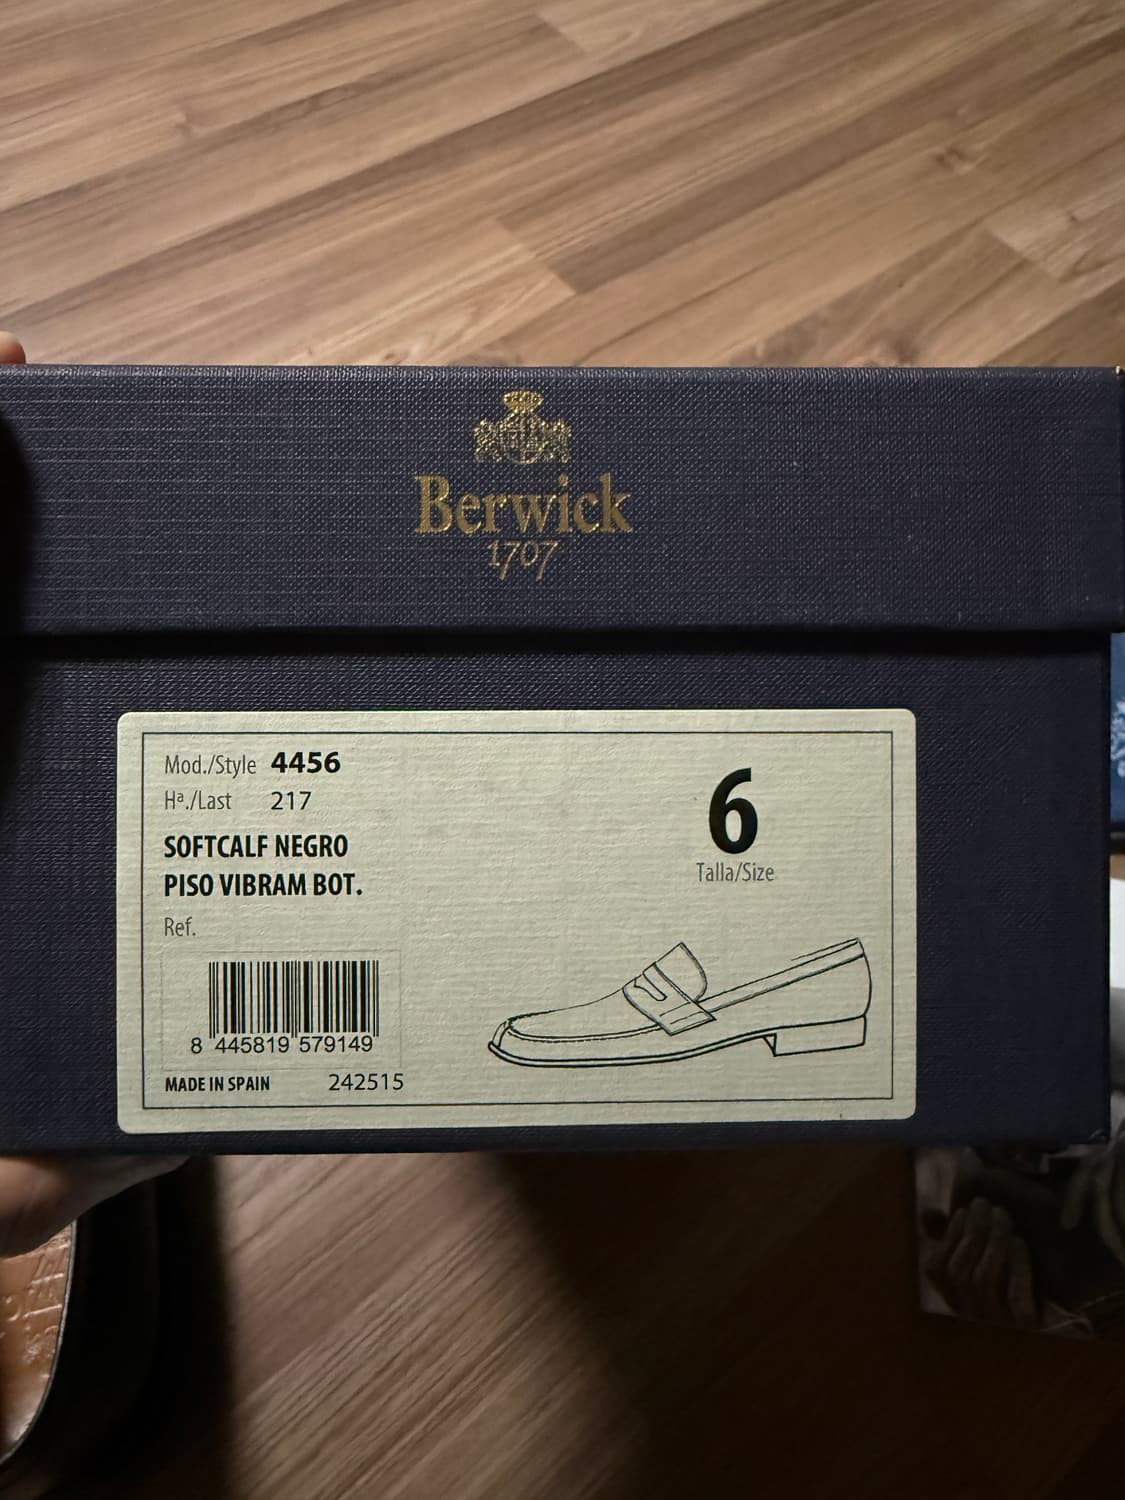 Berwick
1707
Mod./Style 4456
Hª./Last 217
SOFTCALF NEGRO
PISO VIBRAM BOT.
Ref.
6
Talla/Size
8 445819 579149
MADE IN SPAIN 242515